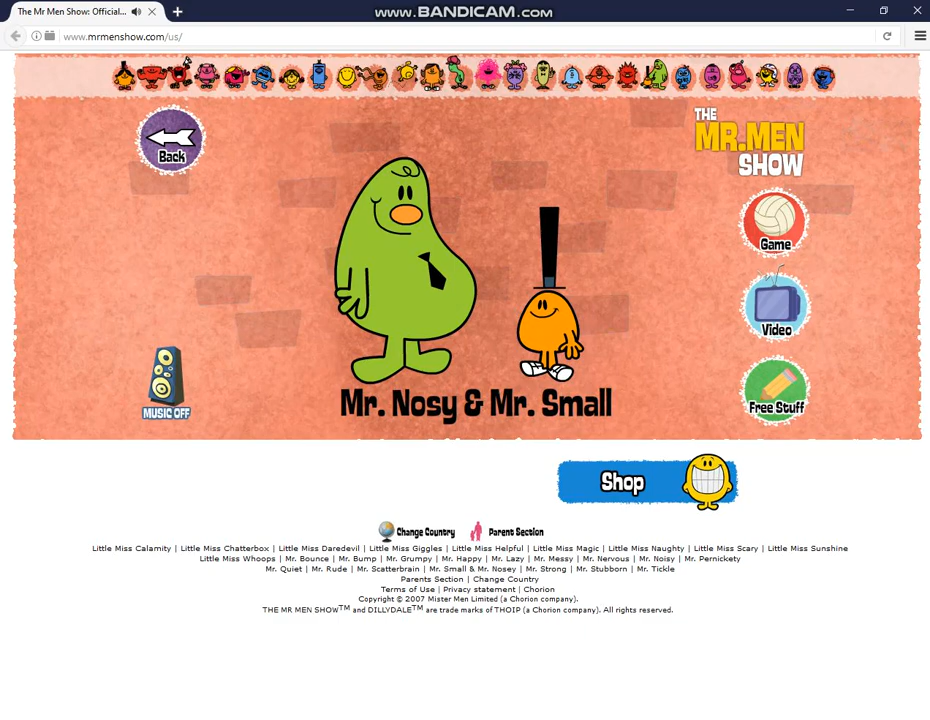 The Mr Men Show: Official...
www.BANDICAM.com
www.mrmenshow.com/us/
Back
THE
MR.MEN
SHOW
Game
Video
Free Stuff
MUSIC OFF
Mr. Nosy & Mr. Small
Shop
Change Country
Parent Section
Little Miss Calamity | Little Miss Chatterbox | Little Miss Daredevil | Little Miss Giggles | Little Miss Helpful | Little Miss Magic | Little Miss Naughty | Little Miss Scary | Little Miss Sunshine
Little Miss Whoops | Mr. Bounce | Mr. Bump | Mr. Grumpy | Mr. Happy | Mr. Lazy | Mr. Messy | Mr. Nervous | Mr. Noisy | Mr. Pernickety
Mr. Quiet | Mr. Rude | Mr. Scatterbrain | Mr. Small & Mr. Nosey | Mr. Strong | Mr. Stubborn | Mr. Tickle
Parents Section | Change Country
Terms of Use | Privacy statement | Chorion
Copyright © 2007 Mister Men Limited (a Chorion company).
THE MR MEN SHOW™ and DILLYDALE™ are trade marks of THOIP (a Chorion company). All rights reserved.